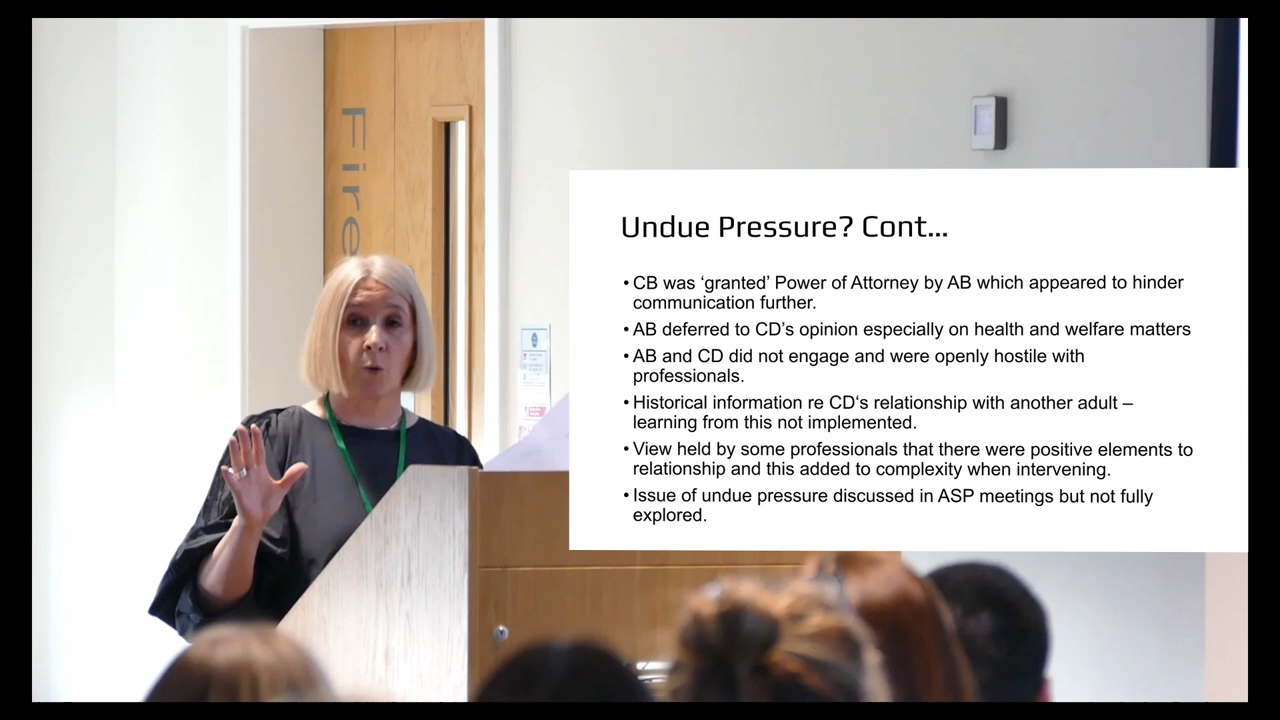 Fire
Undue Pressure? Cont...
• CB was ‘granted’ Power of Attorney by AB which appeared to hinder
communication further.
• AB deferred to CD’s opinion especially on health and welfare matters
• AB and CD did not engage and were openly hostile with
professionals.
• Historical information re CD‘s relationship with another adult –
learning from this not implemented.
• View held by some professionals that there were positive elements to
relationship and this added to complexity when intervening.
• Issue of undue pressure discussed in ASP meetings but not fully
explored.